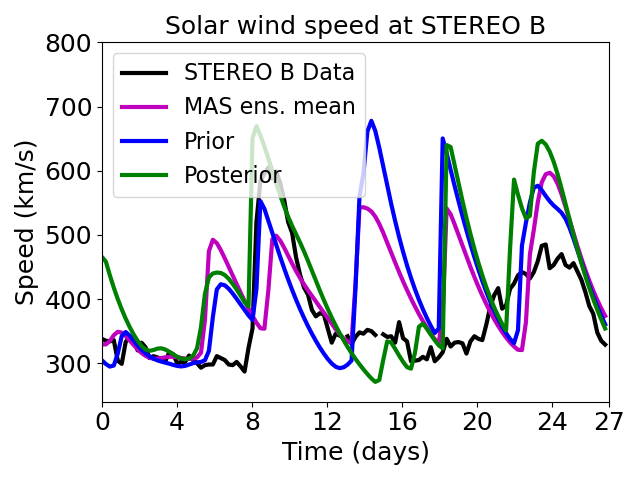 Solar wind speed at STEREO B
800
700
600
500
400
300
Speed (km/s)
STEREO B Data
MAS ens. mean
Prior
Posterior
0 4 8 12 16 20 24 27
Time (days)